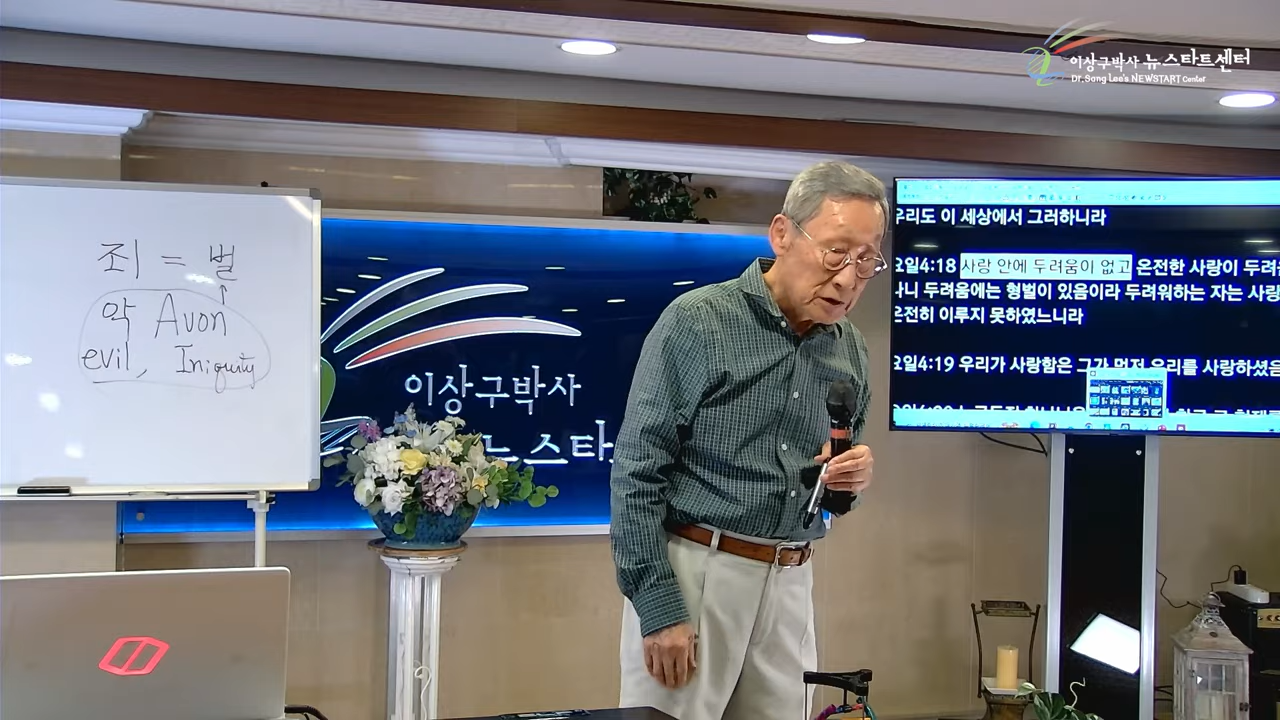 이상구박사 뉴스타트센터
Dr.Sang Lee's NEWSTART Center
죄 = 벌
악 Avon
evil, Iniquity
이상구박사
뉴스타
우리도 이 세상에서 그러하니라
요일4:18 사랑 안에 두려움이 없고 온전한 사랑이 두려
나니 두려움에는 형벌이 있음이라 두려워하는 자는 사랑
온전히 이루지 못하였느니라
요일4:19 우리가 사랑함은 그가 먼저 우리를 사랑하셨음